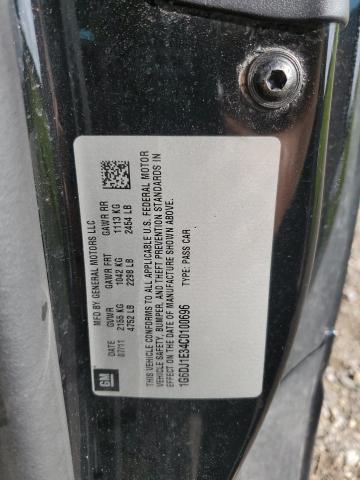 GM
MFD BY GENERAL MOTORS LLC
DATE GVWR GAWR FRT GAWR RR
07/11 2155 KG 1042 KG 1113 KG
4752 LB 2298 LB 2454 LB
THIS VEHICLE CONFORMS TO ALL APPLICABLE U.S. FEDERAL MOTOR
VEHICLE SAFETY, BUMPER, AND THEFT PREVENTION STANDARDS IN
EFFECT ON THE DATE OF MANUFACTURE SHOWN ABOVE.
1G6DJ1E34C0100696 TYPE: PASS CAR